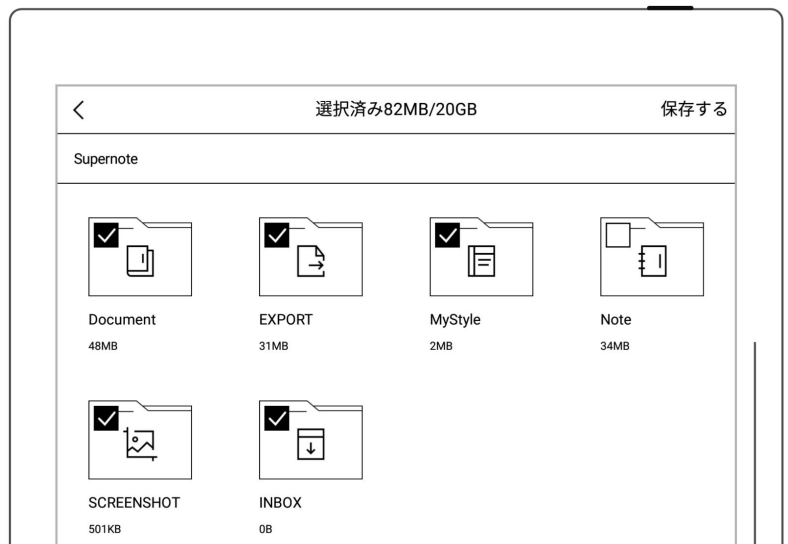 選択済み82MB/20GB 保存する
Supernote
Document EXPORT MyStyle Note
48MB 31MB 2MB 34MB
SCREENSHOT INBOX
501KB 0B